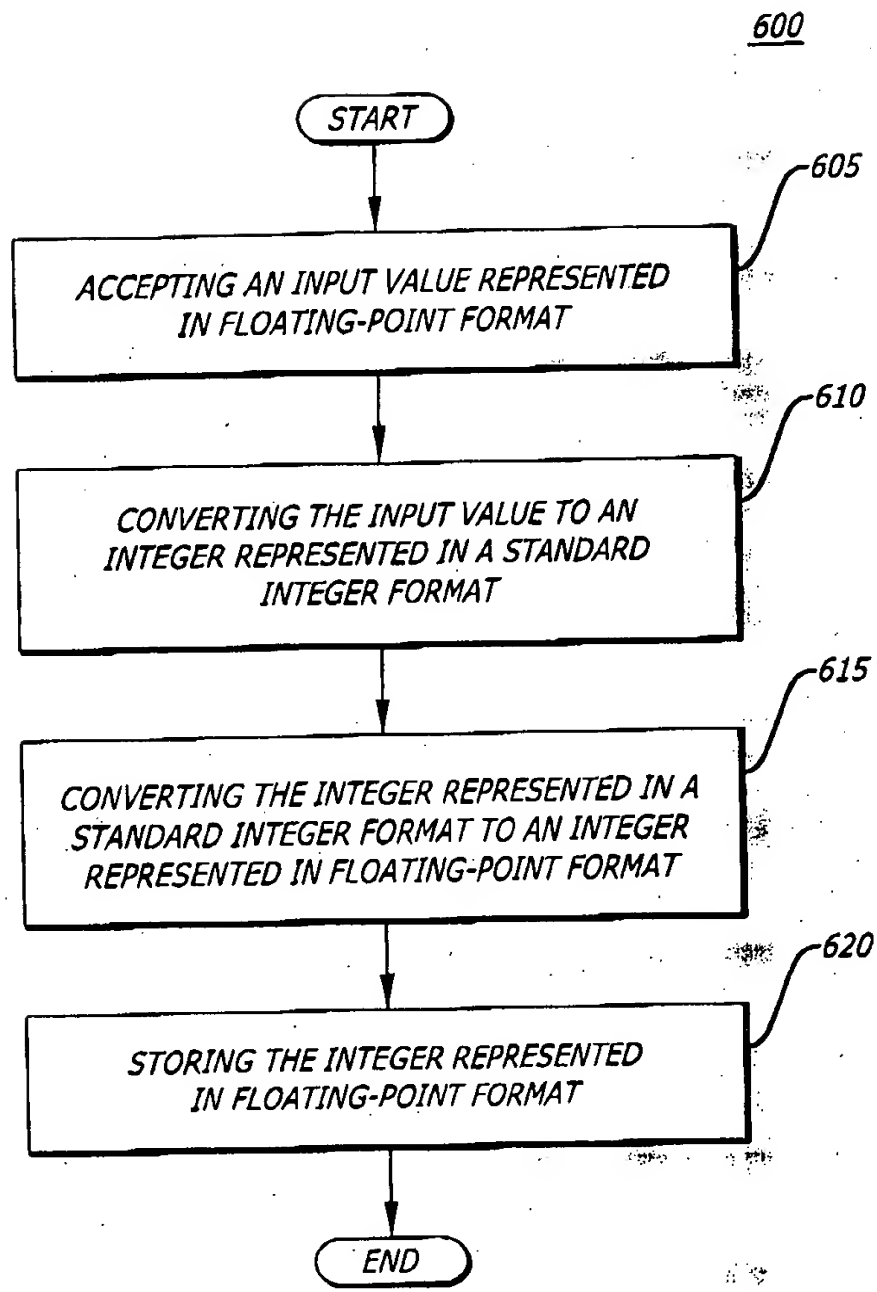 600
START
605
ACCEPTING AN INPUT VALUE REPRESENTED
IN FLOATING-POINT FORMAT
610
CONVERTING THE INPUT VALUE TO AN
INTEGER REPRESENTED IN A STANDARD
INTEGER FORMAT
615
CONVERTING THE INTEGER REPRESENTED IN A
STANDARD INTEGER FORMAT TO AN INTEGER
REPRESENTED IN FLOATING-POINT FORMAT
620
STORING THE INTEGER REPRESENTED
IN FLOATING-POINT FORMAT
END